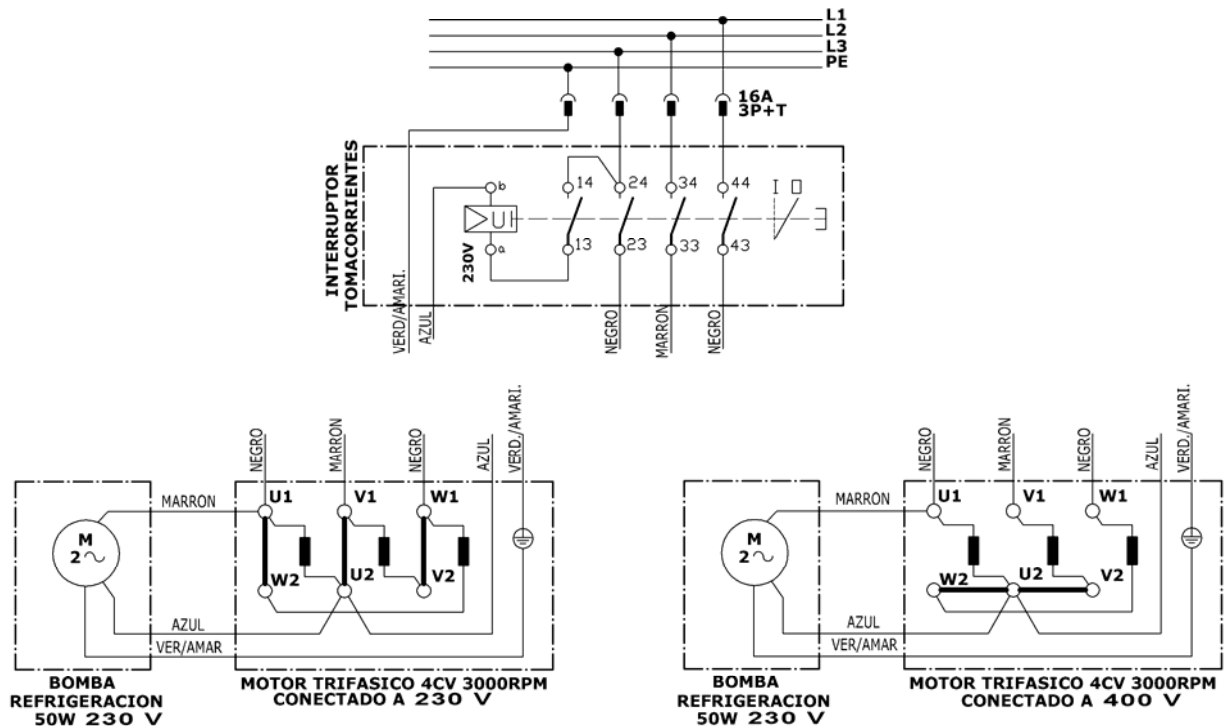 L1
L2
L3
PE
16A
3P+T
INTERRUPTOR
TOMACORRIENTES
b
U
a
230V
14
24
34
44
13
23
33
43
I
VERD/AMARI.
AZUL
NEGRO
MARRON
NEGRO
NEGRO
MARRON
NEGRO
AZUL
VERD./AMARI.
MARRON
U1
V1
W1
M
2
W2
U2
V2
AZUL
VER/AMAR
BOMBA
REFRIGERACION
50W 230 V
MOTOR TRIFASICO 4CV 3000RPM
CONECTADO A 230 V
NEGRO
MARRON
NEGRO
AZUL
VERD./AMARI.
MARRON
U1
V1
W1
M
2
W2
U2
V2
AZUL
VER/AMAR
BOMBA
REFRIGERACION
50W 230 V
MOTOR TRIFASICO 4CV 3000RPM
CONECTADO A 400 V